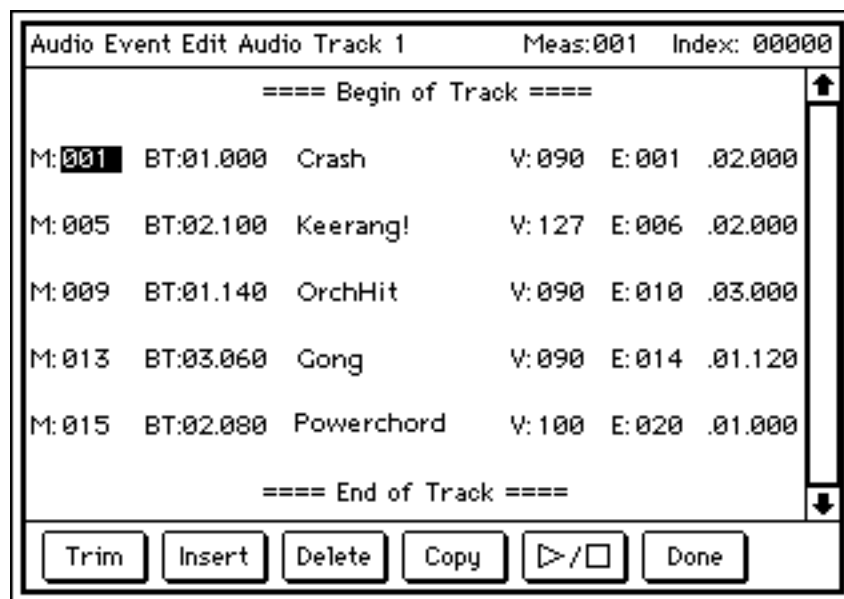 Audio Event Edit Audio Track 1 Meas:001 Index: 00000
==== Begin of Track ====
M:001 BT:01.000 Crash V:090 E:001 .02.000
M:005 BT:02.100 Keerang! V:127 E:006 .02.000
M:009 BT:01.140 OrchHit V:090 E:010 .03.000
M:013 BT:03.060 Gong V:090 E:014 .01.120
M:015 BT:02.080 Powerchord V:100 E:020 .01.000
==== End of Track ====
Trim Insert Delete Copy ▷/□ Done